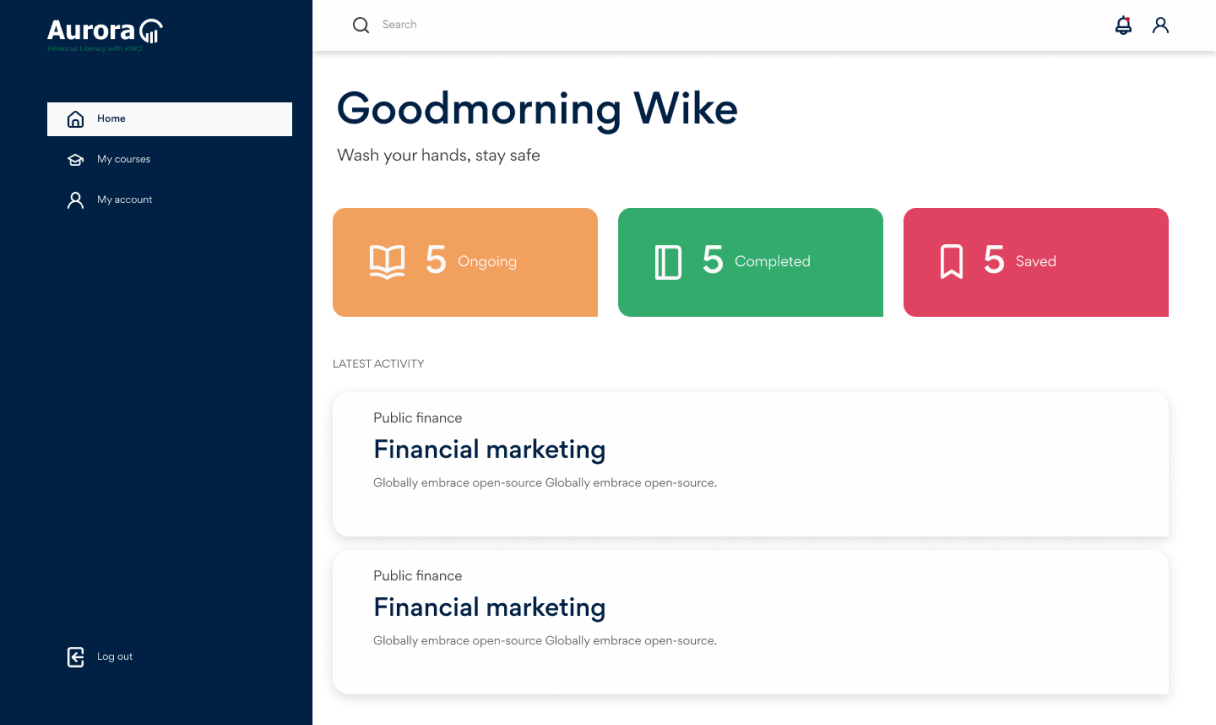 Aurora
Financial Literacy with KWO
Search
Home
My courses
My account
Log out
Goodmorning Wike
Wash your hands, stay safe
5 Ongoing
5 Completed
5 Saved
LATEST ACTIVITY
Public finance
Financial marketing
Globally embrace open-source Globally embrace open-source.
Public finance
Financial marketing
Globally embrace open-source Globally embrace open-source.